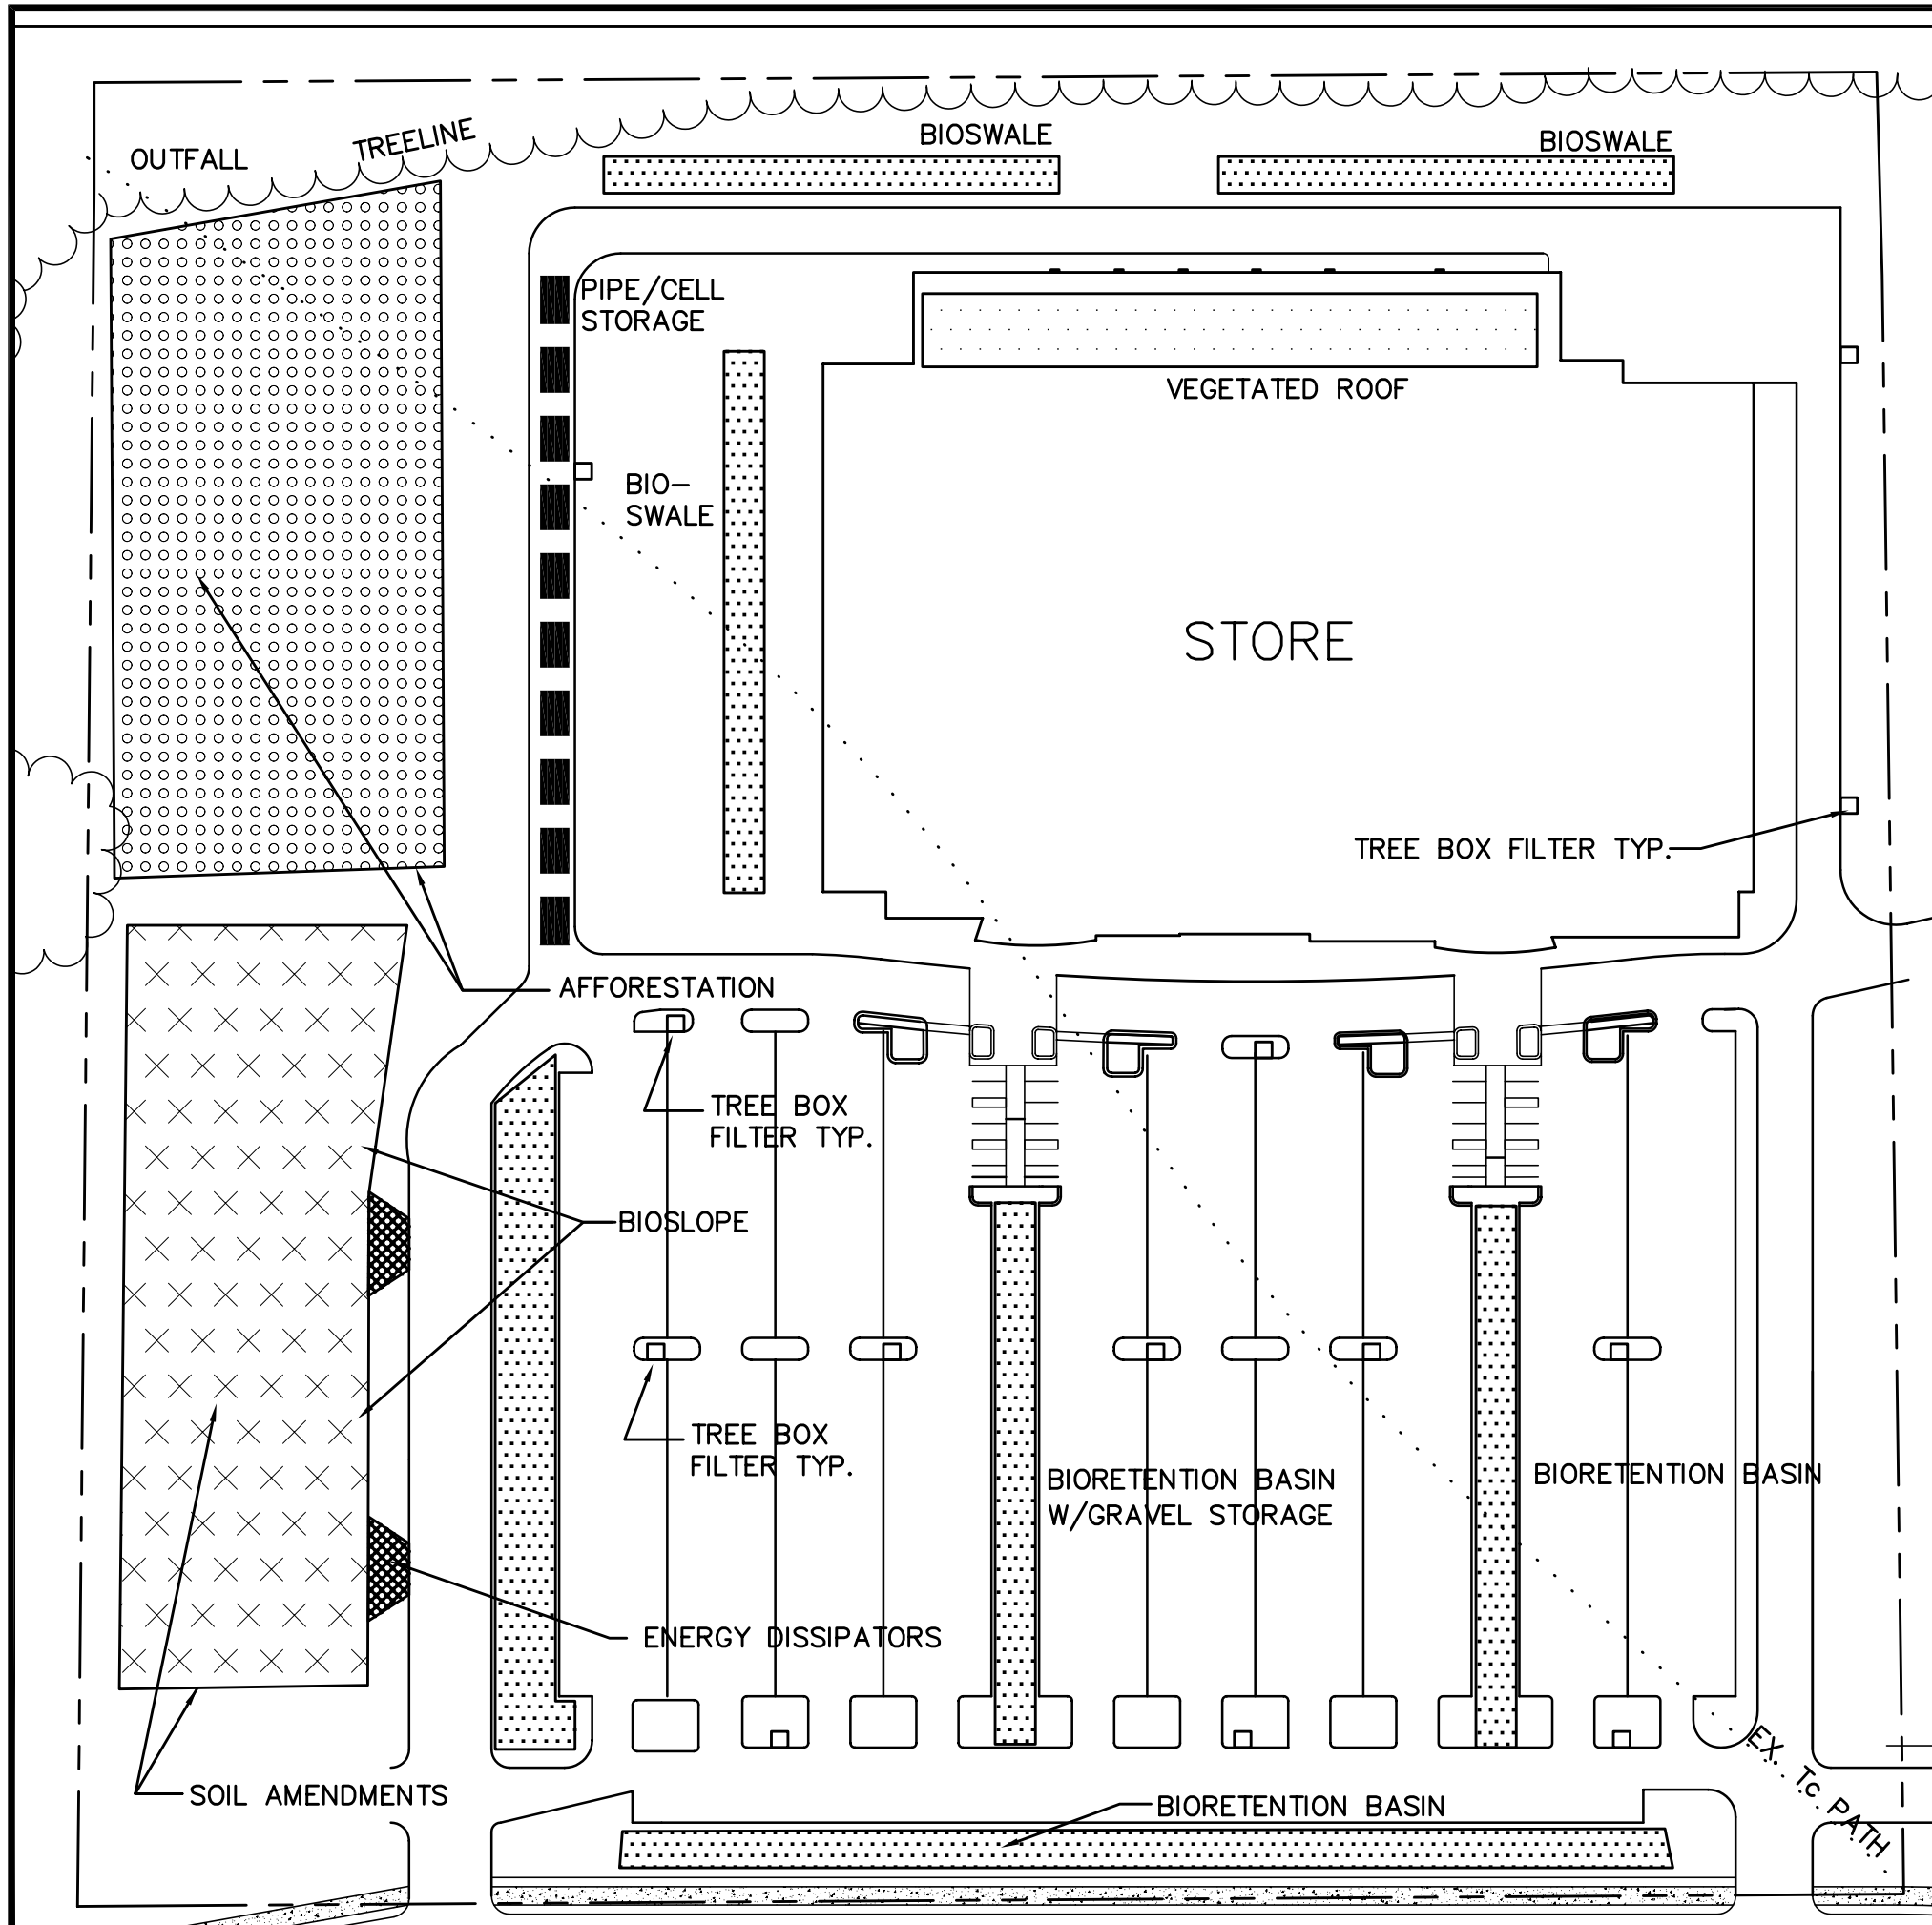 BIOSWALE
BIOSWALE
TREELINE
OUTFALL
PIPE/CELL
STORAGE
VEGETATED ROOF
BIO-
SWALE
STORE
TREE BOX FILTER TYP.
AFFORESTATION
TREE BOX
FILTER TYP.
BIOSLOPE
TREE BOX
FILTER TYP.
BIORETENTION BASIN
W/GRAVEL STORAGE
BIORETENTION BASIN
ENERGY DISSIPATORS
EX. Tc PATH
SOIL AMENDMENTS
BIORETENTION BASIN